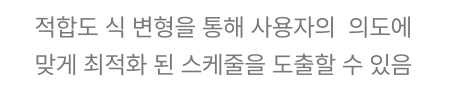 적합도 식 변형을 통해 사용자의 의도에
맞게 최적화 된 스케줄을 도출할 수 있음